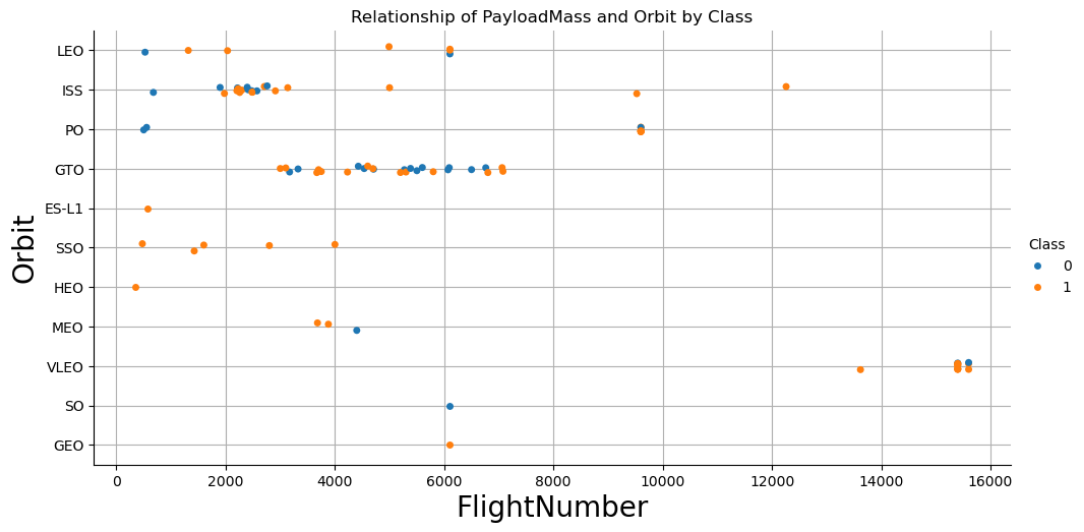 Relationship of PayloadMass and Orbit by Class
LEO
ISS
PO
GTO
ES-L1
SSO
HEO
MEO
VLEO
SO
GEO
Orbit
0 2000 4000 6000 8000 10000 12000 14000 16000
FlightNumber
Class
0
1